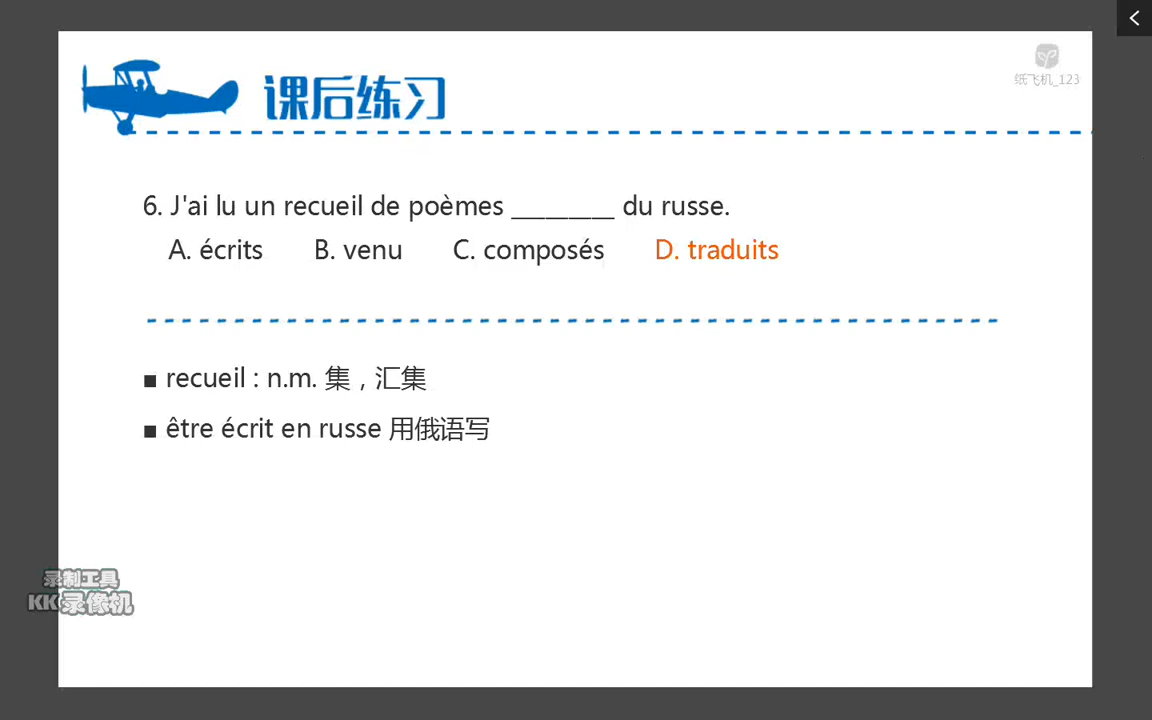 课后练习
纸飞机_123
6. J'ai lu un recueil de poèmes ________ du russe.
A. écrits B. venu C. composés D. traduits
■ recueil : n.m. 集，汇集
■ être écrit en russe 用俄语写
录制工具
KK录像机